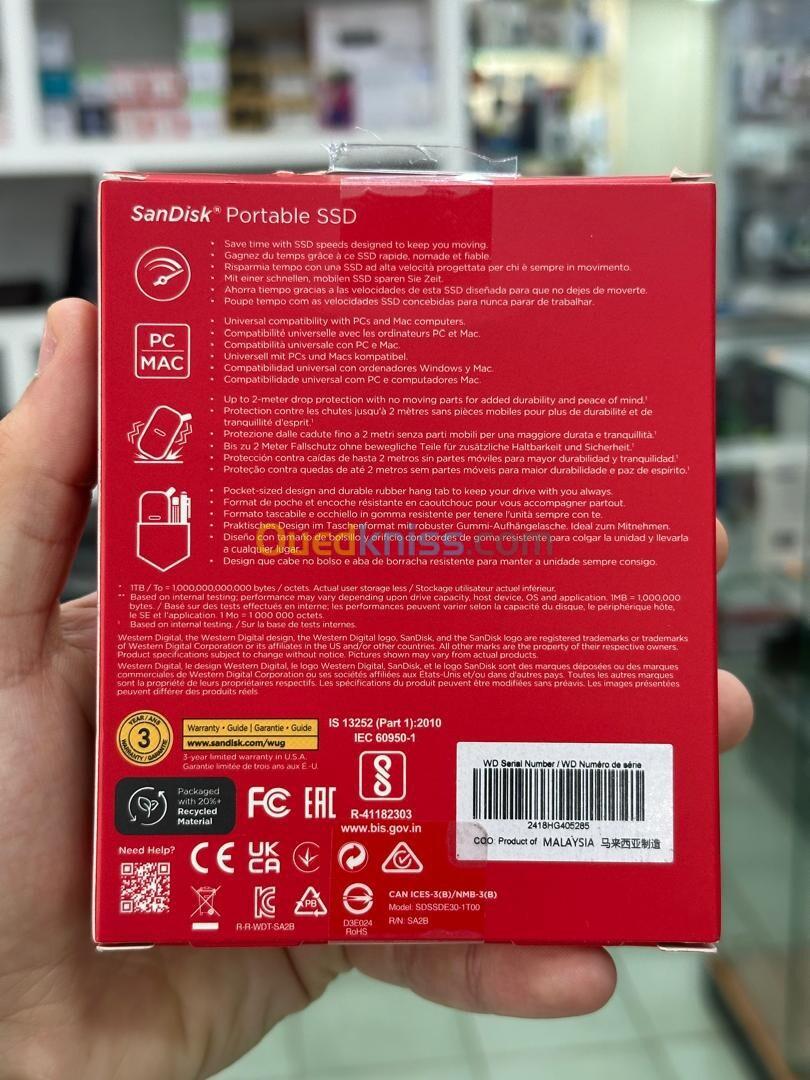 SanDisk® Portable SSD
• Save time with SSD speeds designed to keep you moving.
• Gagnez du temps grâce à ce SSD rapide, nomade et fiable.
• Risparmia tempo con una SSD ad alta velocità progettata per chi è sempre in movimento.
• Mit einer schnellen, mobilen SSD sparen Sie Zeit.
• Ahorra tiempo gracias a las velocidades de esta SSD diseñada para que no dejes de moverte.
• Poupe tempo com as velocidades SSD concebidas para nunca parar de trabalhar.
PC
MAC
• Universal compatibility with PCs and Mac computers.
• Compatibilité universelle avec les ordinateurs PC et Mac.
• Compatibilità universale con PC e Mac.
• Universell mit PCs und Macs kompatibel.
• Compatibilidad universal con ordenadores Windows y Mac.
• Compatibilidade universal com PC e computadores Mac.
• Up to 2-meter drop protection with no moving parts for added durability and peace of mind.¹
• Protection contre les chutes jusqu'à 2 mètres sans pièces mobiles pour plus de durabilité et de
tranquillité d'esprit.¹
• Protezione dalle cadute fino a 2 metri senza parti mobili per una maggiore durata e tranquillità.¹
• Bis zu 2 Meter Fallschutz ohne bewegliche Teile für zusätzliche Haltbarkeit und Sicherheit.¹
• Protección contra caídas de hasta 2 metros sin partes móviles para mayor durabilidad y tranquilidad.¹
• Proteção contra quedas de até 2 metros sem partes móveis para maior durabilidade e paz de espírito.¹
• Pocket-sized design and durable rubber hang tab to keep your drive with you always.
• Format de poche et encoche résistante en caoutchouc pour vous accompagner partout.
• Formato tascabile e occhiello in gomma resistente per tenere l'unità sempre con te.
• Praktisches Design im Taschenformat mit robuster Gummi-Aufhängelasche. Ideal zum Mitnehmen.
• Diseño en tamaño de bolsillo y orificio con bordes de goma resistente para colgar la unidad y llevarla
a cualquier lugar.
• Design que cabe no bolso e aba de borracha resistente para manter a unidade sempre consigo.
Ouedkniss.com
* 1TB / To = 1,000,000,000,000 bytes / octets. Actual user storage less / Stockage utilisateur actuel inférieur.
** Based on internal testing; performance may vary depending upon drive capacity, host device, OS and application. 1MB = 1,000,000
bytes. / Basé sur des tests effectués en interne; les performances peuvent varier selon la capacité du disque, le périphérique hôte,
le SE et l'application. 1 Mo = 1 000 000 octets.
¹ Based on internal testing. / Sur la base de tests internes.
Western Digital, the Western Digital design, the Western Digital logo, SanDisk, and the SanDisk logo are registered trademarks or trademarks
of Western Digital Corporation or its affiliates in the US and/or other countries. All other marks are the property of their respective owners.
Product specifications subject to change without notice. Pictures shown may vary from actual products.
Western Digital, le design Western Digital, le logo Western Digital, SanDisk, et le logo SanDisk sont des marques déposées ou des marques
commerciales de Western Digital Corporation ou ses sociétés affiliées aux États-Unis et/ou dans d'autres pays. Toutes les autres marques
sont la propriété de leurs propriétaires respectifs. Les spécifications du produit peuvent être modifiées sans préavis. Les images présentées
peuvent différer des produits réels
YEAR/ANS
3
WARRANTY/GARANTIE
Warranty • Guide | Garantie • Guide
www.sandisk.com/wug
3-year limited warranty in U.S.A.
Garantie limitée de trois ans aux É.-U.
IS 13252 (Part 1):2010
IEC 60950-1
R-41182303
www.bis.gov.in
WD Serial Number / WD Numéro de série
2418HG405285
COO Product of MALAYSIA 马来西亚制造
Packaged
with 20%+
Recycled
Material
FC EAC
Need Help?
CE UK
CA
R-R-WDT-SA2B
PB
D3E024
RoHS
CAN ICES-3(B)/NMB-3(B)
Model: SDSSDE30-1T00
R/N: SA2B